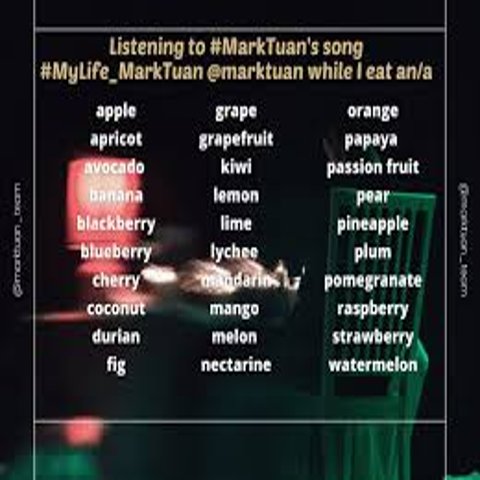 Listening to #MarkTuan's song
#MyLife_MarkTuan @marktuan while I eat an/a
apple grape orange
apricot grapefruit papaya
avocado kiwi passion fruit
banana lemon pear
blackberry lime pineapple
blueberry lychee plum
cherry mandarin pomegranate
coconut mango raspberry
durian melon strawberry
fig nectarine watermelon
@marktuan_team
@marktuan_team